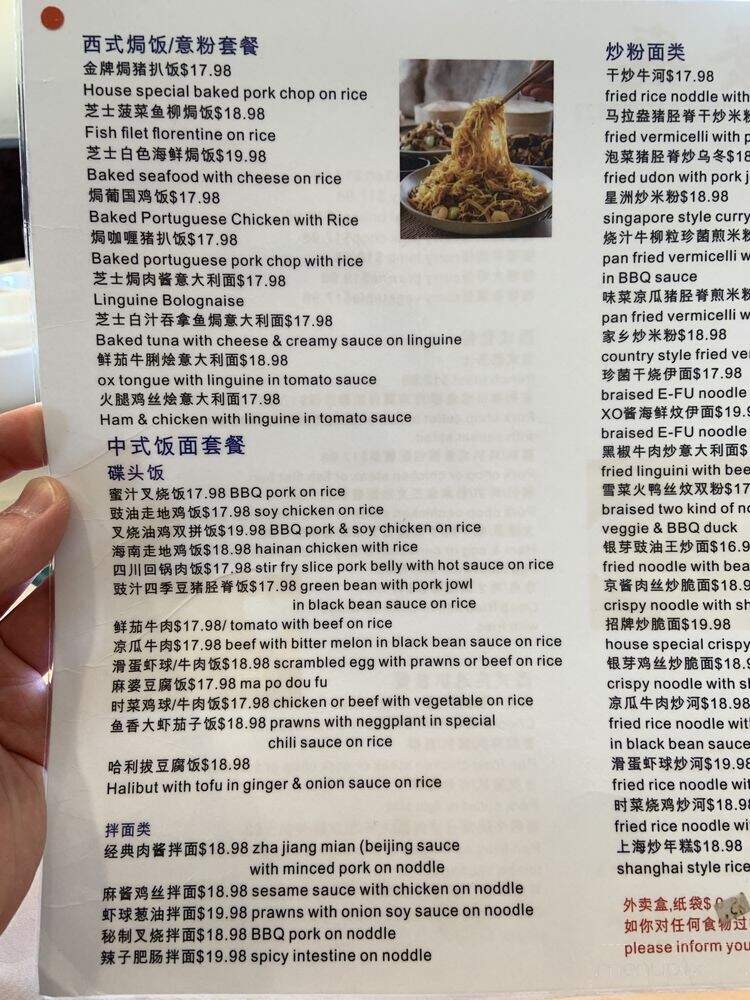 西式焗饭/意粉套餐
金牌焗猪扒饭$17.98
House special baked pork chop on rice
芝士菠菜鱼柳焗饭$18.98
Fish filet florentine on rice
芝士白色海鲜焗饭$19.98
Baked seafood with cheese on rice
焗葡国鸡饭$17.98
Baked Portuguese Chicken with Rice
焗咖喱猪扒饭$17.98
Baked portuguese pork chop with rice
芝士焗肉酱意大利面$17.98
Linguine Bolognaise
芝士白汁吞拿鱼焗意大利面$17.98
Baked tuna with cheese & creamy sauce on linguine
鲜茄牛脷烩意大利面$18.98
ox tongue with linguine in tomato sauce
火腿鸡丝烩意大利面17.98
Ham & chicken with linguine in tomato sauce
中式饭面套餐
碟头饭
蜜汁叉烧饭17.98 BBQ pork on rice
豉油走地鸡饭$17.98 soy chicken on rice
叉烧油鸡双拼饭$19.98 BBQ pork & soy chicken on rice
海南走地鸡饭$18.98 hainan chicken with rice
四川回锅肉饭$17.98 stir fry slice pork belly with hot sauce on rice
豉汁四季豆猪胫脊饭$17.98 green bean with pork jowl
in black bean sauce on rice
鲜茄牛肉$17.98/ tomato with beef on rice
凉瓜牛肉$17.98 beef with bitter melon in black bean sauce on rice
滑蛋虾球/牛肉饭$18.98 scrambled egg with prawns or beef on rice
麻婆豆腐饭$17.98 ma po dou fu
时菜鸡球/牛肉饭$17.98 chicken or beef with vegetable on rice
鱼香大虾茄子饭$18.98 prawns with neggplant in special
chili sauce on rice
哈利拔豆腐饭$18.98
Halibut with tofu in ginger & onion sauce on rice
拌面类
经典肉酱拌面$18.98 zha jiang mian (beijing sauce
with minced pork on noddle
麻酱鸡丝拌面$18.98 sesame sauce with chicken on noddle
虾球葱油拌面$19.98 prawns with onion soy sauce on noodle
秘制叉烧拌面$18.98 BBQ pork on noddle
辣子肥肠拌面$19.98 spicy intestine on noddle
炒粉面类
干炒牛河$17.98
fried rice noddle with
马拉盎猪胫脊干炒米粉
fried vermicelli with p
泡菜猪胫脊炒乌冬$18
fried udon with pork j
星洲炒米粉$18.98
singapore style curry
烧汁牛柳粒珍菌煎米粉
pan fried vermicelli w
in BBQ sauce
味菜凉瓜猪胫脊煎米粉
pan fried vermicelli w
家乡炒米粉$18.98
country style fried ver
珍菌干烧伊面$17.98
braised E-FU noodle
XO酱海鲜炆伊面$19.9
braised E-FU noodle
黑椒牛肉炒意大利面$
fried linguini with bee
雪菜火鸭丝炆双粉$17
braised two kind of no
veggie & BBQ duck
银芽豉油王炒面$16.9
fried noodle with bea
京酱肉丝炒脆面$18.9
crispy noodle with sh
招牌炒脆面$19.98
house special crispy
银芽鸡丝炒脆面$18.9
crispy noodle with sl
凉瓜牛肉炒河$18.98
fried rice noodle with
in black bean sauce
滑蛋虾球炒河$19.98
fried rice noodle wit
时菜烧鸡炒河$18.98
fried rice noodle wi
上海炒年糕$18.98
shanghai style rice
外卖盒,纸袋$
如你对任何食物过
please inform you